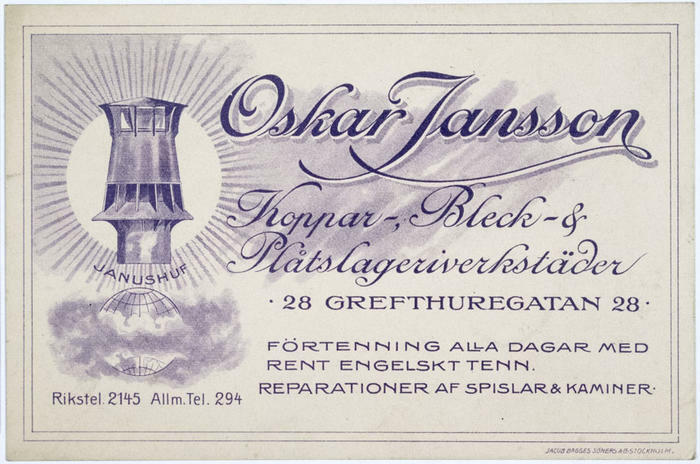 Oskar Jansson
Koppar-, Bleck- &
Plåtslageriverkstäder
· 28 GREFTHUREGATAN 28 ·
JANUSHUF
FÖRTENNING ALLA DAGAR MED
RENT ENGELSKT TENN.
REPARATIONER AF SPISLAR & KAMINER.
Rikstel. 2145 Allm. Tel. 294
JACOB BAGGES SÖNERS A.B. STOCKHOLM.